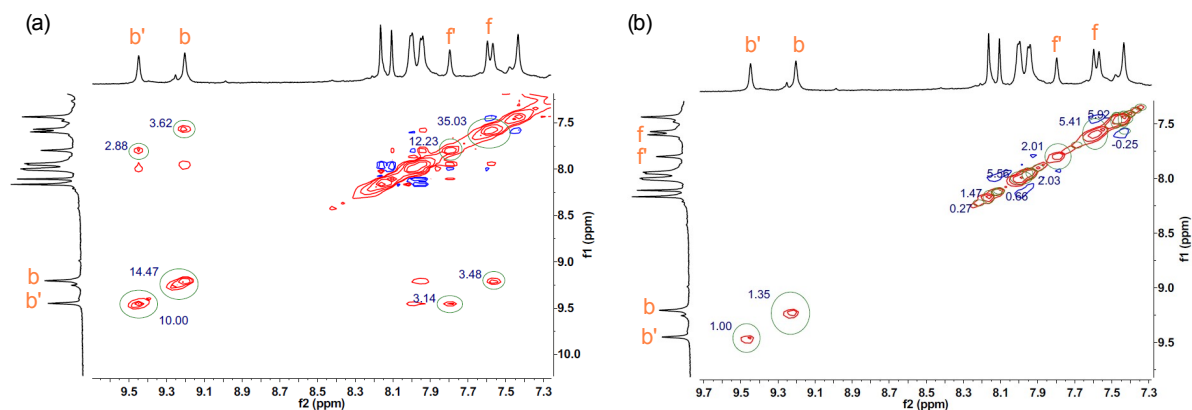 (a)
b' b f' f
3.62
2.88
35.03
12.23
14.47
10.00
3.48
3.14
b
b'
7.5
8.0
8.5
9.0
9.5
10.0
f1 (ppm)
9.5 9.3 9.1 8.9 8.7 8.5 8.3 8.1 7.9 7.7 7.5 7.3
f2 (ppm)
(b)
b' b f' f
f
f'
5.92
5.41
-0.25
2.01
5.56
2.03
1.47
0.66
0.27
1.35
1.00
b
b'
7.5
8.0
8.5
9.0
9.5
f1 (ppm)
9.7 9.5 9.3 9.1 8.9 8.7 8.5 8.3 8.1 7.9 7.7 7.5 7.3
f2 (ppm)